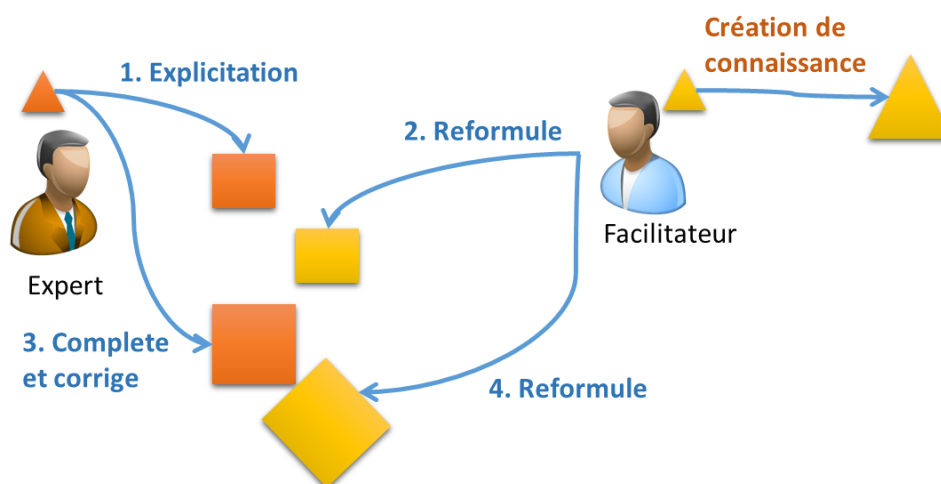 Création de
connaissance
1. Explicitation
2. Reformule
Facilitateur
Expert
3. Complete
et corrige
4. Reformule